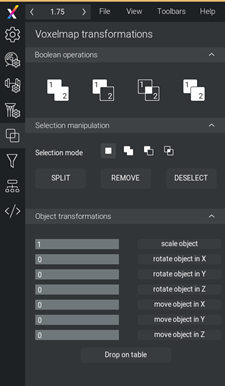 1.75 File View Toolbars Help
Voxelmap transformations
Boolean operations
1 2 1 2 1 2 1 2
Selection manipulation
Selection mode
SPLIT REMOVE DESELECT
Object transformations
1 scale object
0 rotate object in X
0 rotate object in Y
0 rotate object in Z
0 move object in X
0 move object in Y
0 move object in Z
Drop on table